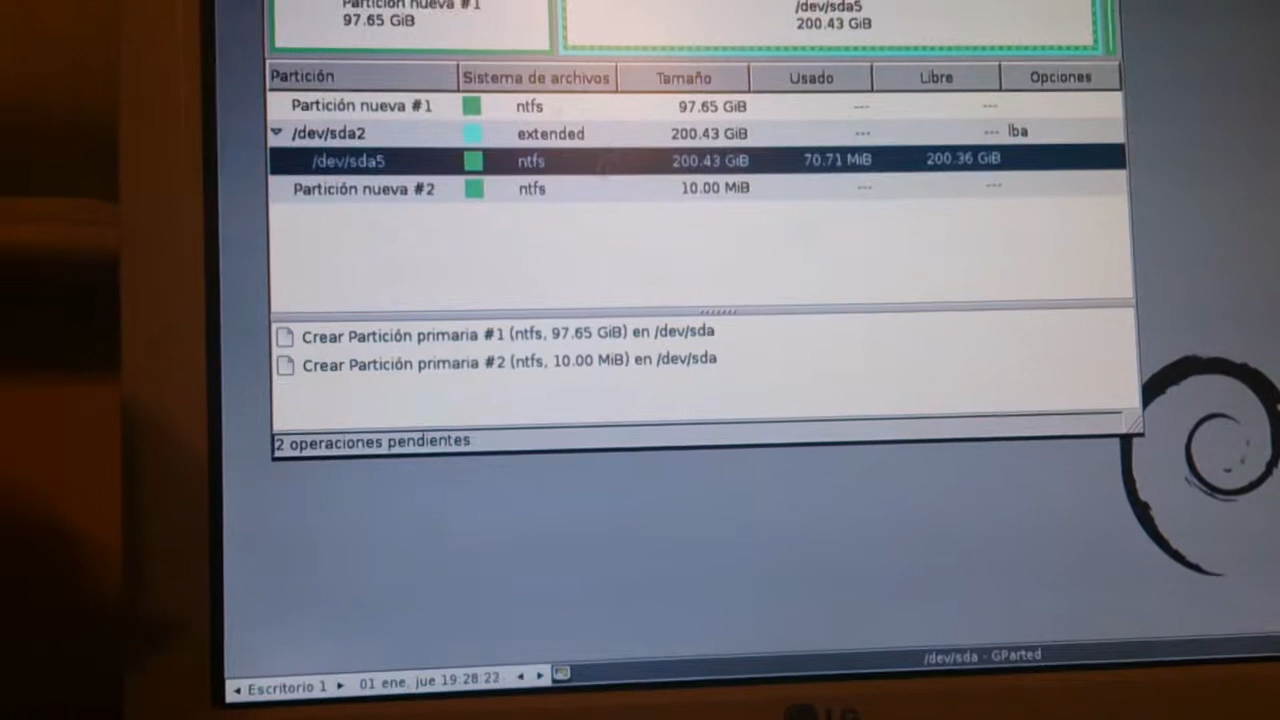 Partición nueva #1
97.65 GiB
/dev/sda5
200.43 GiB
Partición Sistema de archivos Tamaño Usado Libre Opciones
Partición nueva #1 ntfs 97.65 GiB --- ---
/dev/sda2 extended 200.43 GiB --- --- lba
/dev/sda5 ntfs 200.43 GiB 70.71 MiB 200.36 GiB
Partición nueva #2 ntfs 10.00 MiB --- ---
Crear Partición primaria #1 (ntfs, 97.65 GiB) en /dev/sda
Crear Partición primaria #2 (ntfs, 10.00 MiB) en /dev/sda
2 operaciones pendientes
/dev/sda - GParted
Escritorio 1 01 ene, jue 19:28:22
LG